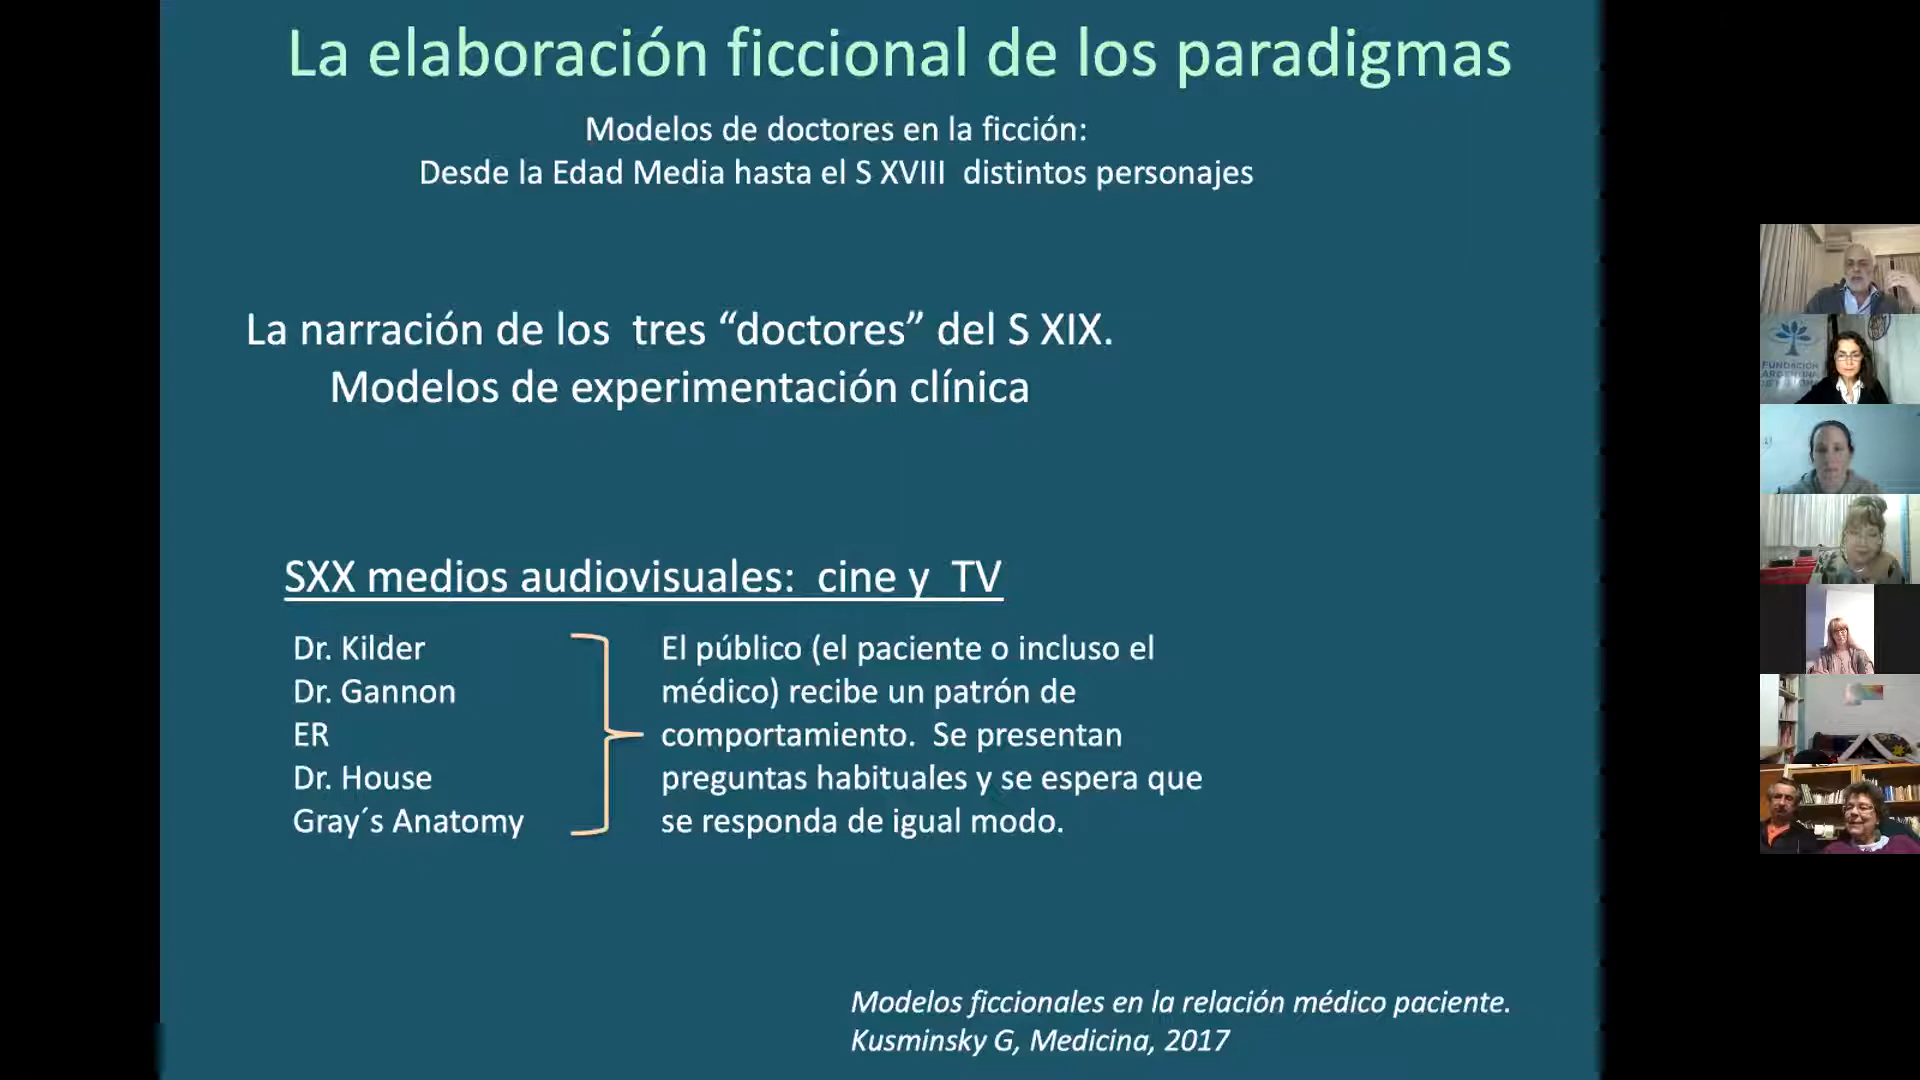 La elaboración ficcional de los paradigmas
Modelos de doctores en la ficción:
Desde la Edad Media hasta el S XVIII distintos personajes
La narración de los tres “doctores” del S XIX.
Modelos de experimentación clínica
SXX medios audiovisuales: cine y TV
Dr. Kilder
Dr. Gannon
ER
Dr. House
Gray´s Anatomy
El público (el paciente o incluso el
médico) recibe un patrón de
comportamiento. Se presentan
preguntas habituales y se espera que
se responda de igual modo.
Modelos ficcionales en la relación médico paciente.
Kusminsky G, Medicina, 2017
FUNDACIÓN
ARGENTINA